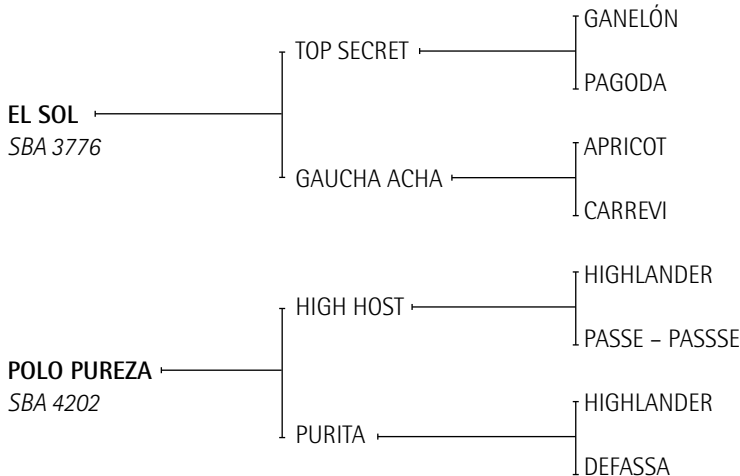 GANELÓN
TOP SECRET
PAGODA
EL SOL
SBA 3776
APRICOT
GAUCHA ACHA
CARREVI
HIGHLANDER
HIGH HOST
PASSE – PASSSE
POLO PUREZA
SBA 4202
HIGHLANDER
PURITA
DEFASSA